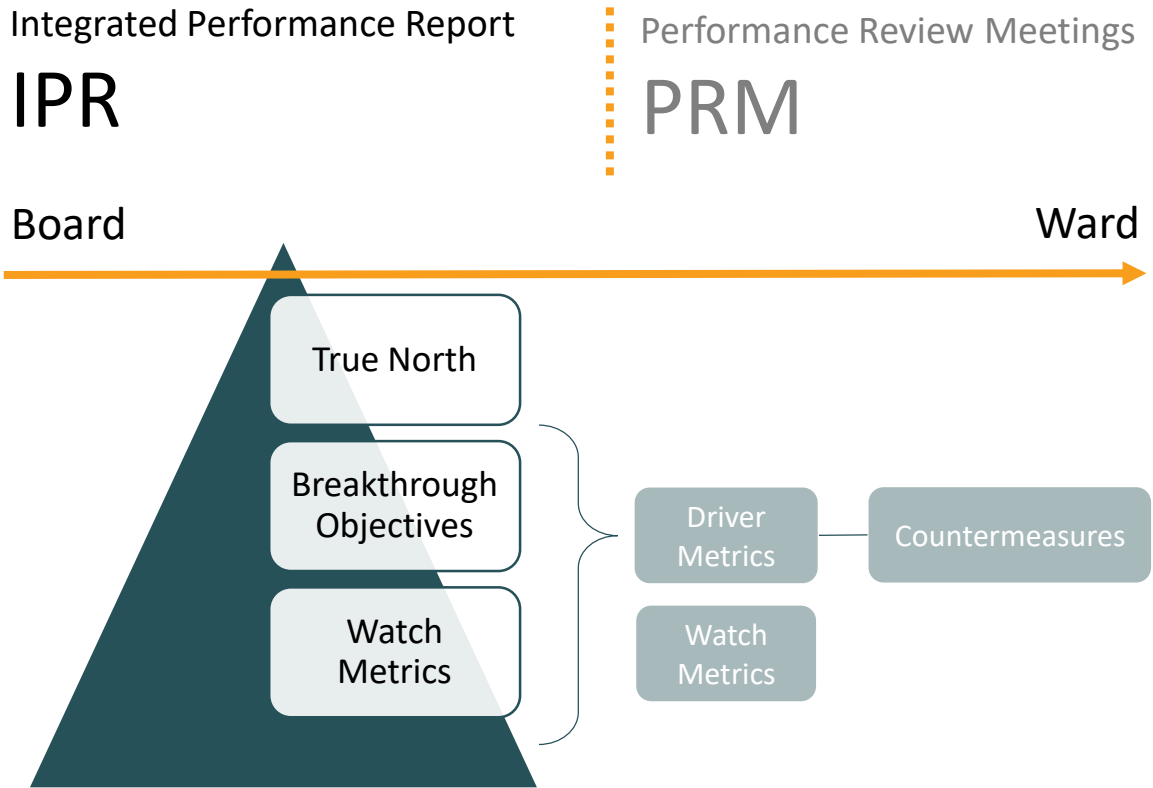 Integrated Performance Report
IPR
Performance Review Meetings
PRM
Board
Ward
True North
Breakthrough
Objectives
Watch
Metrics
Driver
Metrics
Countermeasures
Watch
Metrics